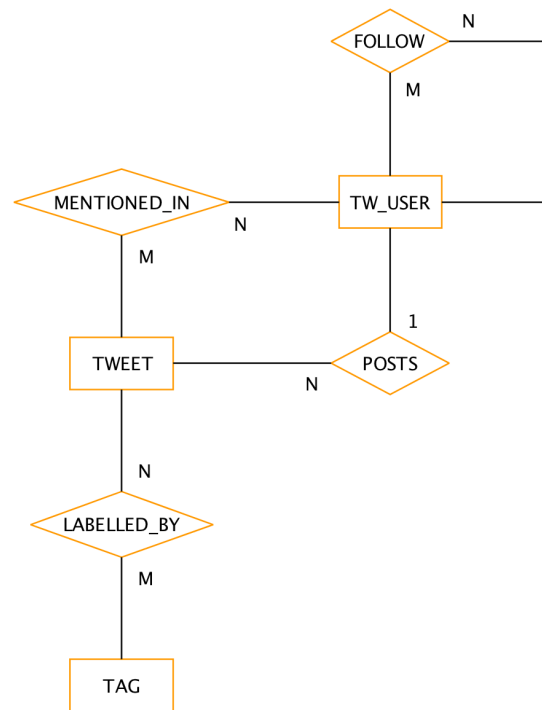 N
FOLLOW
M
MENTIONED_IN
TW_USER
N
M
1
TWEET
POSTS
N
N
LABELLED_BY
M
TAG